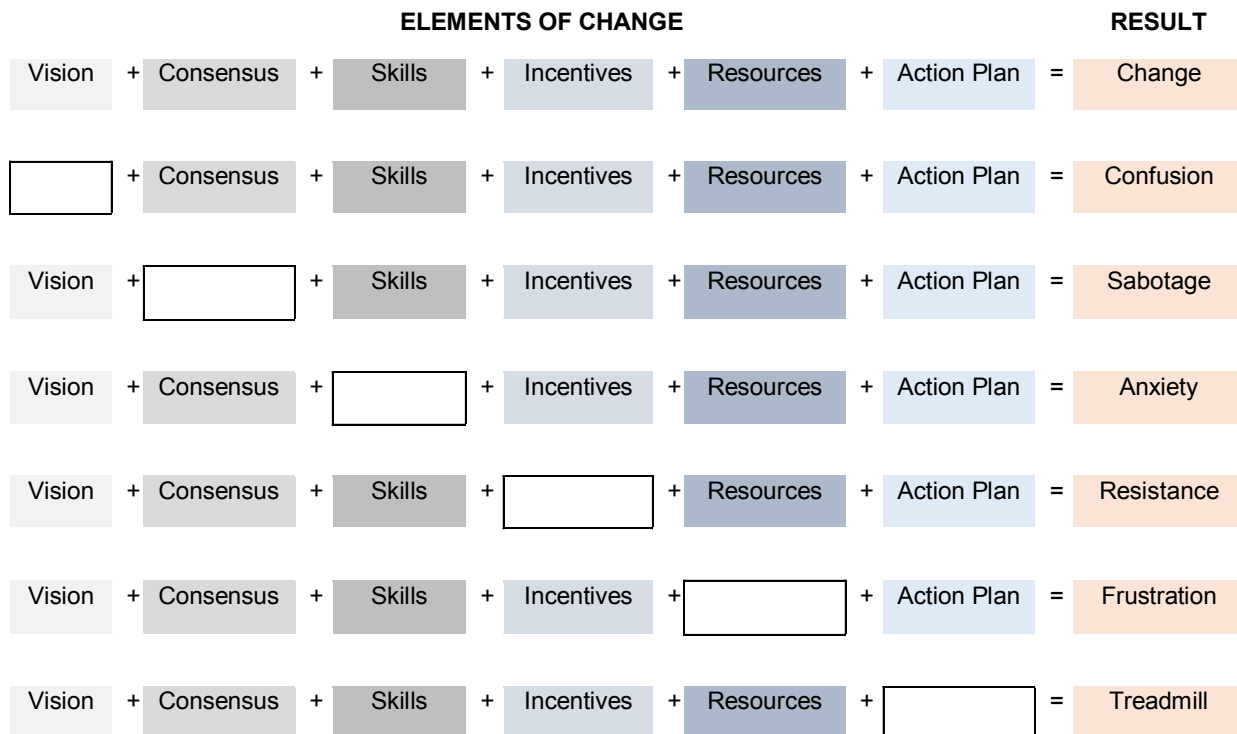 ELEMENTS OF CHANGE RESULT
Vision + Consensus + Skills + Incentives + Resources + Action Plan = Change
+ Consensus + Skills + Incentives + Resources + Action Plan = Confusion
Vision + + Skills + Incentives + Resources + Action Plan = Sabotage
Vision + Consensus + + Incentives + Resources + Action Plan = Anxiety
Vision + Consensus + Skills + + Resources + Action Plan = Resistance
Vision + Consensus + Skills + Incentives + + Action Plan = Frustration
Vision + Consensus + Skills + Incentives + Resources + = Treadmill